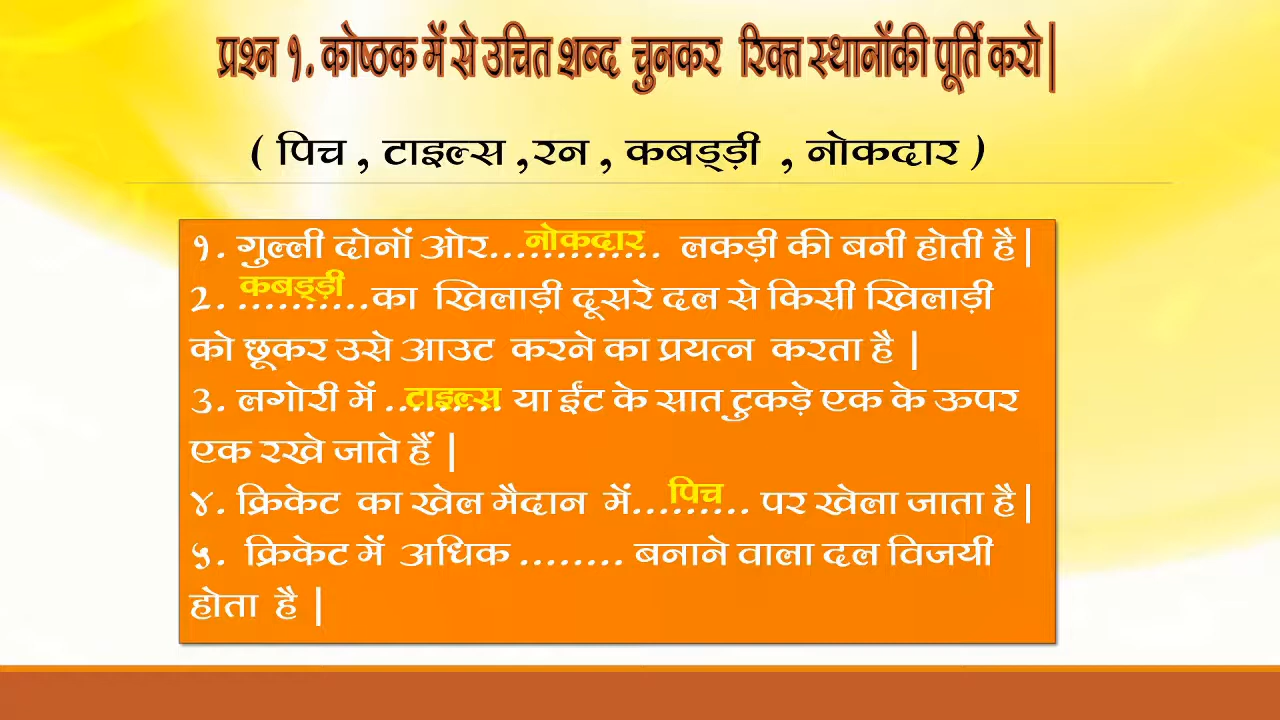 प्रश्न १. कोष्ठक में से उचित शब्द चुनकर रिक्त स्थानोंकी पूर्ति करो |
( पिच , टाइल्स ,रन , कबड्ड़ी , नोकदार )
१. गुल्ली दोनों ओर....नोकदार......... लकड़ी की बनी होती है|
2. कबड्ड़ी..........का खिलाड़ी दूसरे दल से किसी खिलाड़ी
को छूकर उसे आउट करने का प्रयत्न करता है |
3. लगोरी में ..टाइल्स....... या ईंट के सात टुकड़े एक के ऊपर
एक रखे जाते हैं |
४. क्रिकेट का खेल मैदान में...पिच...... पर खेला जाता है|
५. क्रिकेट में अधिक ........ बनाने वाला दल विजयी
होता है |